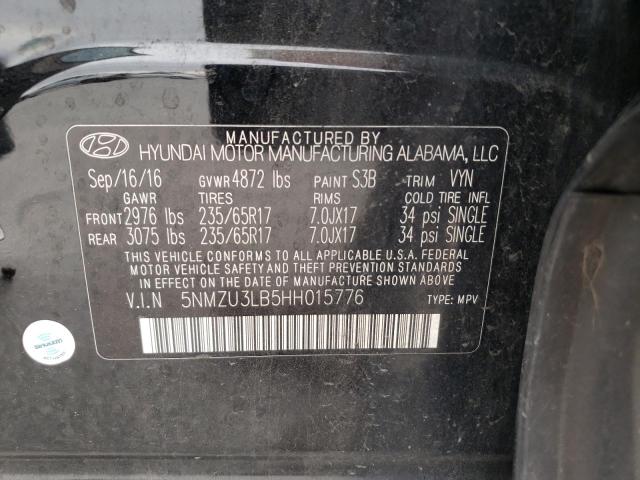 MANUFACTURED BY
HYUNDAI MOTOR MANUFACTURING ALABAMA, LLC
Sep/16/16 GVWR 4872 lbs PAINT S3B TRIM VYN
GAWR TIRES RIMS COLD TIRE INFL
FRONT 2976 lbs 235/65R17 7.0JX17 34 psi SINGLE
REAR 3075 lbs 235/65R17 7.0JX17 34 psi SINGLE
THIS VEHICLE CONFORMS TO ALL APPLICABLE U.S.A. FEDERAL
MOTOR VEHICLE SAFETY AND THEFT PREVENTION STANDARDS
IN EFFECT ON THE DATE OF MANUFACTURE SHOWN ABOVE.
V.I.N 5NMZU3LB5HH015776 TYPE: MPV
siriusxm